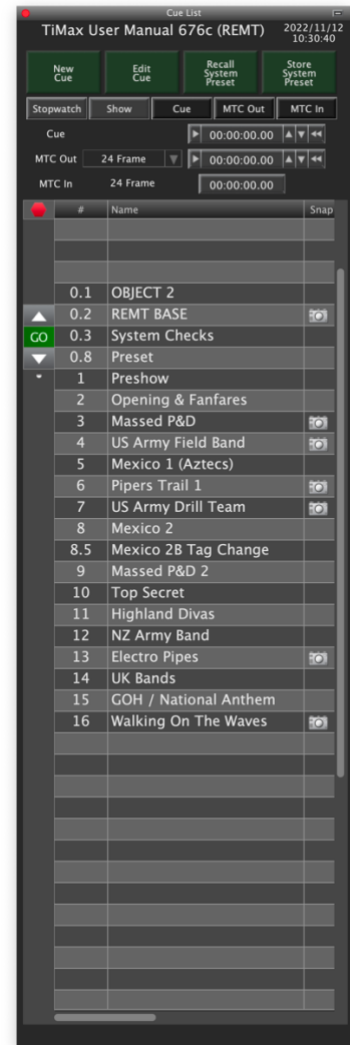 Cue List
TiMax User Manual 676c (REMT)
2022/11/12
10:30:40
New
Cue
Edit
Cue
Recall
System
Preset
Store
System
Preset
Stopwatch Show Cue MTC Out MTC In
Cue 00:00:00.00
MTC Out 24 Frame 00:00:00.00
MTC In 24 Frame 00:00:00.00
# Name Snap
0.1 OBJECT 2
0.2 REMT BASE
GO 0.3 System Checks
0.8 Preset
1 Preshow
2 Opening & Fanfares
3 Massed P&D
4 US Army Field Band
5 Mexico 1 (Aztecs)
6 Pipers Trail 1
7 US Army Drill Team
8 Mexico 2
8.5 Mexico 2B Tag Change
9 Massed P&D 2
10 Top Secret
11 Highland Divas
12 NZ Army Band
13 Electro Pipes
14 UK Bands
15 GOH / National Anthem
16 Walking On The Waves